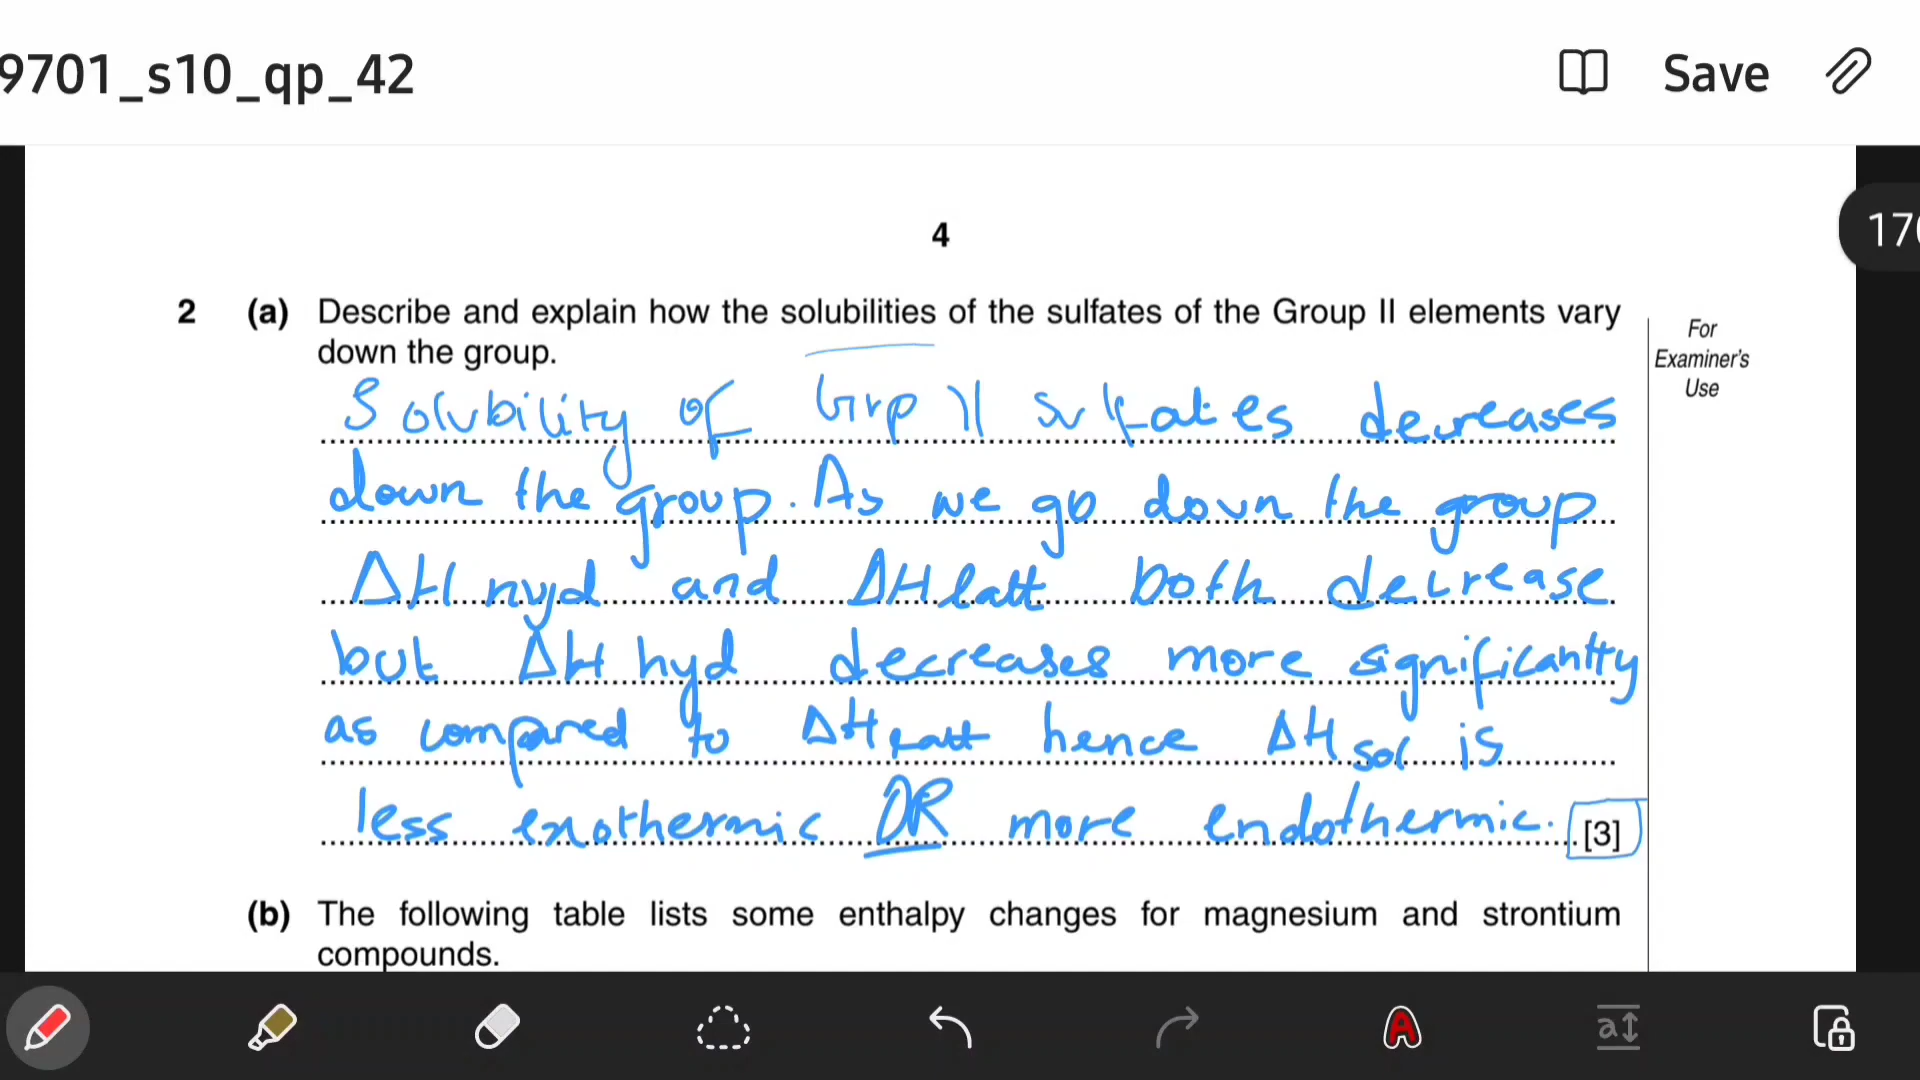 9701_s10_qp_42
Save
170
4
2 (a) Describe and explain how the solubilities of the sulfates of the Group II elements vary
down the group.
For
Examiner's
Use
Solubility of Grp II sulfates decreases
down the group. As we go down the group
ΔH hyd and ΔH latt both decrease
but ΔH hyd decreases more significantly
as compared to ΔH latt hence ΔH sol is
less exothermic OR more endothermic. [3]
(b) The following table lists some enthalpy changes for magnesium and strontium
compounds.
A
a